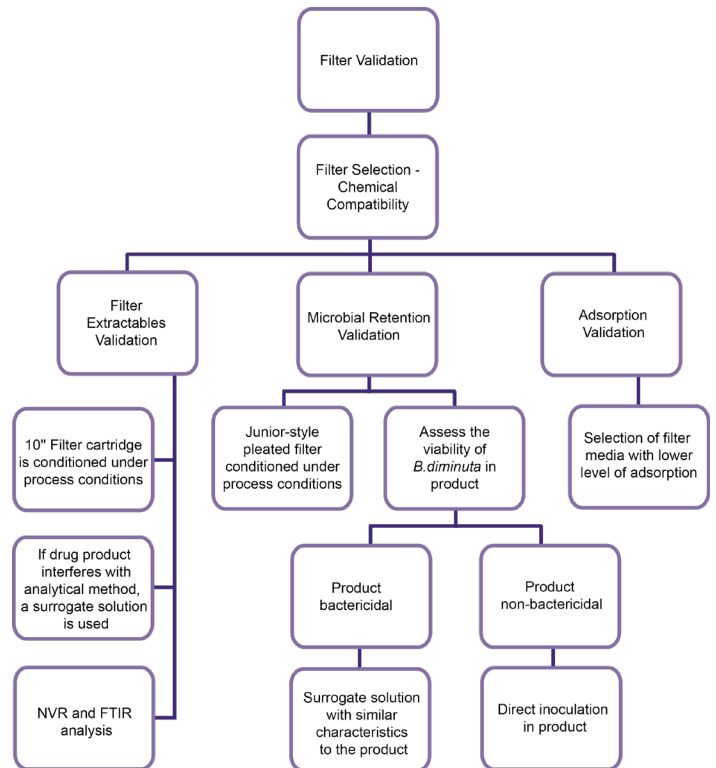 Filter Validation
Filter Selection -
Chemical
Compatibility
Filter
Extractables
Validation
Microbial Retention
Validation
Adsorption
Validation
10" Filter cartridge
is conditioned under
process conditions
Junior-style
pleated filter
conditioned under
process conditions
Assess the
viability of
B.diminuta in
product
Selection of filter
media with lower
level of adsorption
If drug product
interferes with
analytical method,
a surrogate solution
is used
Product
bactericidal
Product
non-bactericidal
NVR and FTIR
analysis
Surrogate solution
with similar
characteristics
to the product
Direct inoculation
in product